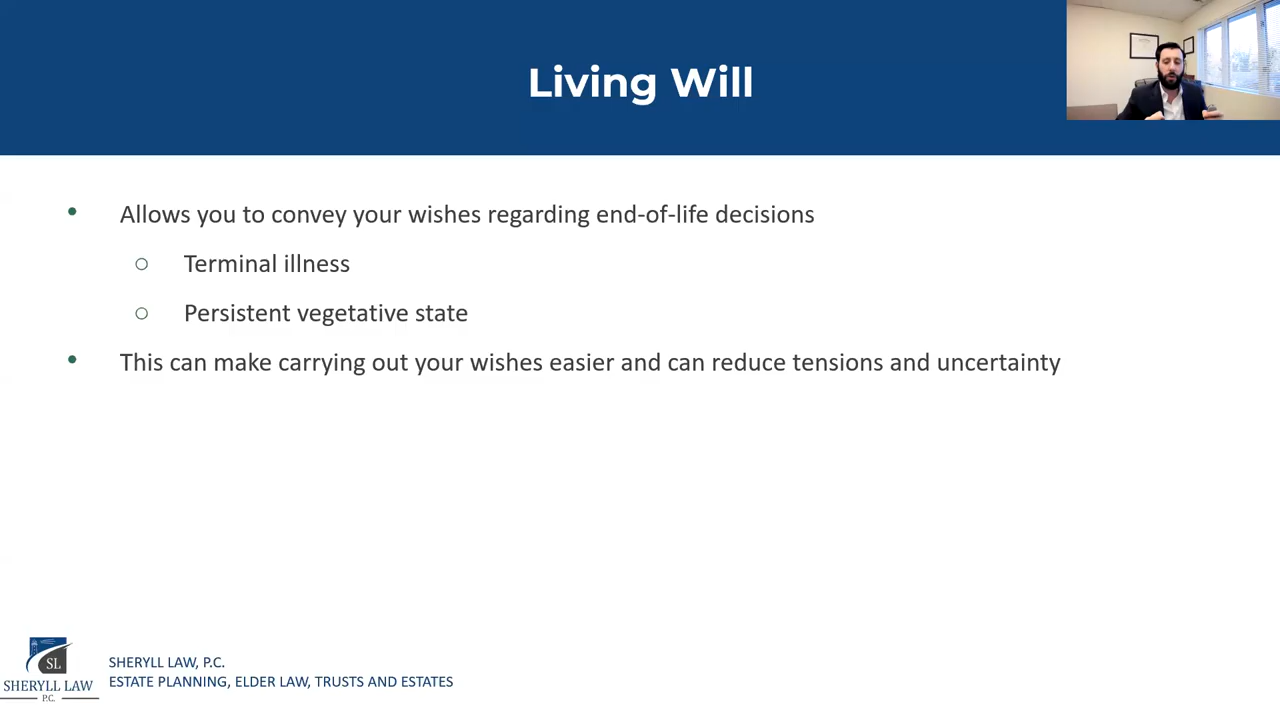 Living Will
• Allows you to convey your wishes regarding end-of-life decisions
○ Terminal illness
○ Persistent vegetative state
• This can make carrying out your wishes easier and can reduce tensions and uncertainty
SL
SHERYLL LAW
P.C.
SHERYLL LAW, P.C.
ESTATE PLANNING, ELDER LAW, TRUSTS AND ESTATES